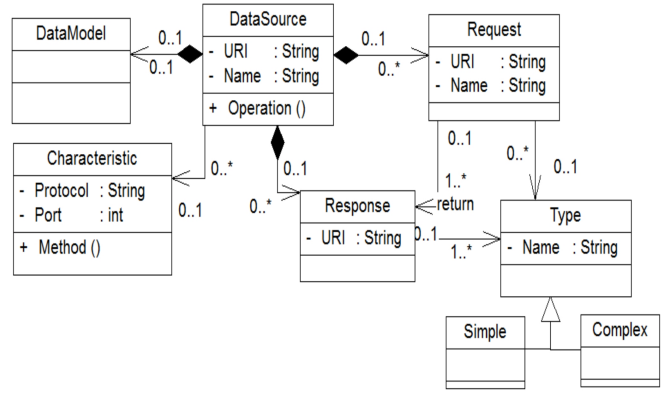 DataModel
DataSource
- URI : String
- Name : String
+ Operation ()
Request
- URI : String
- Name : String
0..1
0..1
0..1
0..*
Characteristic
- Protocol : String
- Port : int
+ Method ()
0..*
0..1
0..1
0..*
Response
- URI : String
0..1
1..*
return
0..*
0..1
Type
- Name : String
0..1
1..*
Simple
Complex